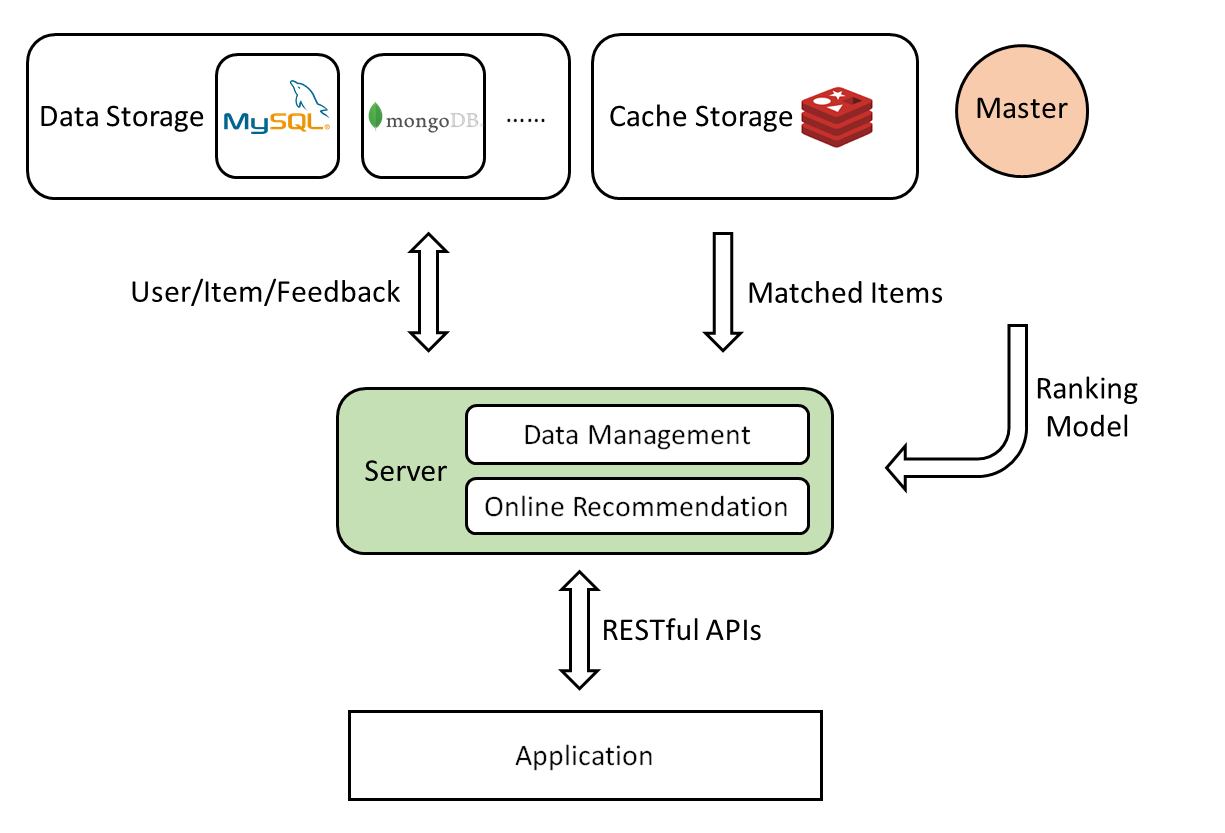 Data Storage
MySQL®
mongoDB
......
Cache Storage
Master
User/Item/Feedback
Matched Items
Ranking
Model
Server
Data Management
Online Recommendation
RESTful APIs
Application